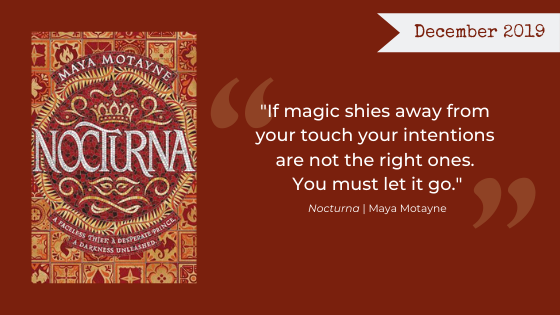 December 2019
MAYA MOTAYNE
NOCTURNA
A FACELESS THIEF, A DESPERATE PRINCE,
A DARKNESS UNLEASHED.
"If magic shies away from
your touch your intentions
are not the right ones.
You must let it go."
Nocturna | Maya Motayne